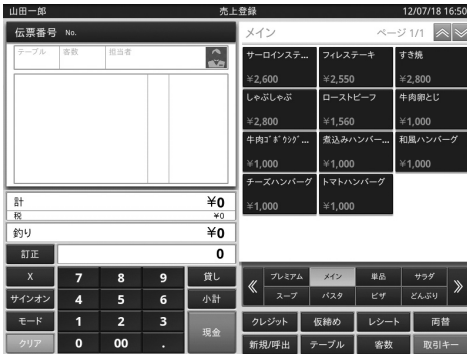 山田一郎 売上登録 12/07/18 16:50
伝票番号 No.
テーブル 客数 担当者
計 ¥0
税 ¥0
釣り ¥0
訂正 0
X 7 8 9 貸し
サインオン 4 5 6 小計
モード 1 2 3 現金
クリア 0 00 .
メイン ページ 1/1
サーロインステ... フィレステーキ すき焼
¥2,600 ¥2,550 ¥2,800
しゃぶしゃぶ ローストビーフ 牛肉卵とじ
¥2,800 ¥1,560 ¥1,000
煮込みハンバー... 和風ハンバーグ
¥1,000 ¥1,000 ¥1,000
チーズハンバーグ トマトハンバーグ
¥1,000 ¥1,000
プレミアム メイン 単品 サラダ
スープ パスタ ピザ どんぶり
クレジット 仮締め レシート 両替
新規/呼出 テーブル 客数 取引キー